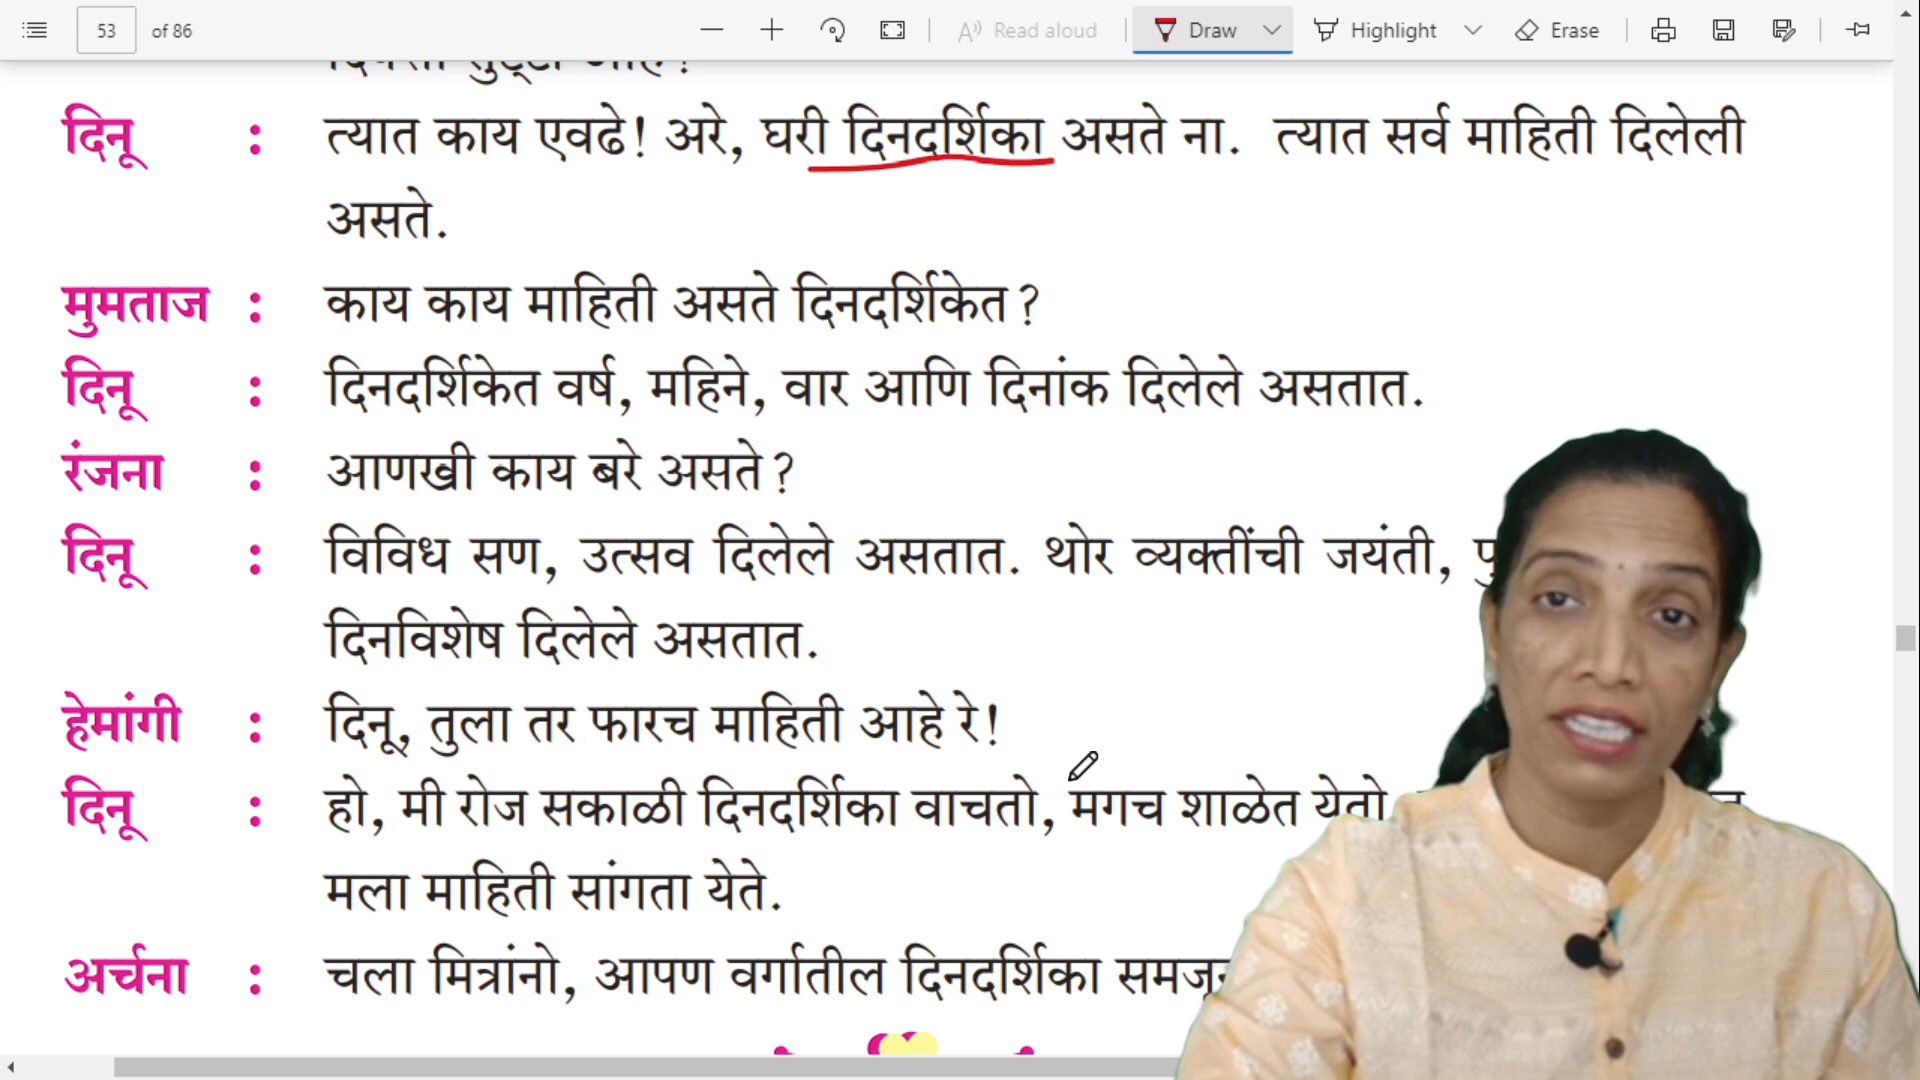 53 of 86 Read aloud Draw Highlight Erase
दिनू : त्यात काय एवढे! अरे, घरी दिनदर्शिका असते ना. त्यात सर्व माहिती दिलेली
असते.
मुमताज : काय काय माहिती असते दिनदर्शिकेत?
दिनू : दिनदर्शिकेत वर्ष, महिने, वार आणि दिनांक दिलेले असतात.
रंजना : आणखी काय बरे असते?
दिनू : विविध सण, उत्सव दिलेले असतात. थोर व्यक्तींची जयंती,
दिनविशेष दिलेले असतात.
हेमांगी : दिनू, तुला तर फारच माहिती आहे रे!
दिनू : हो, मी रोज सकाळी दिनदर्शिका वाचतो, मगच शाळेत येतो
मला माहिती सांगता येते.
अर्चना : चला मित्रांनो, आपण वर्गातील दिनदर्शिका